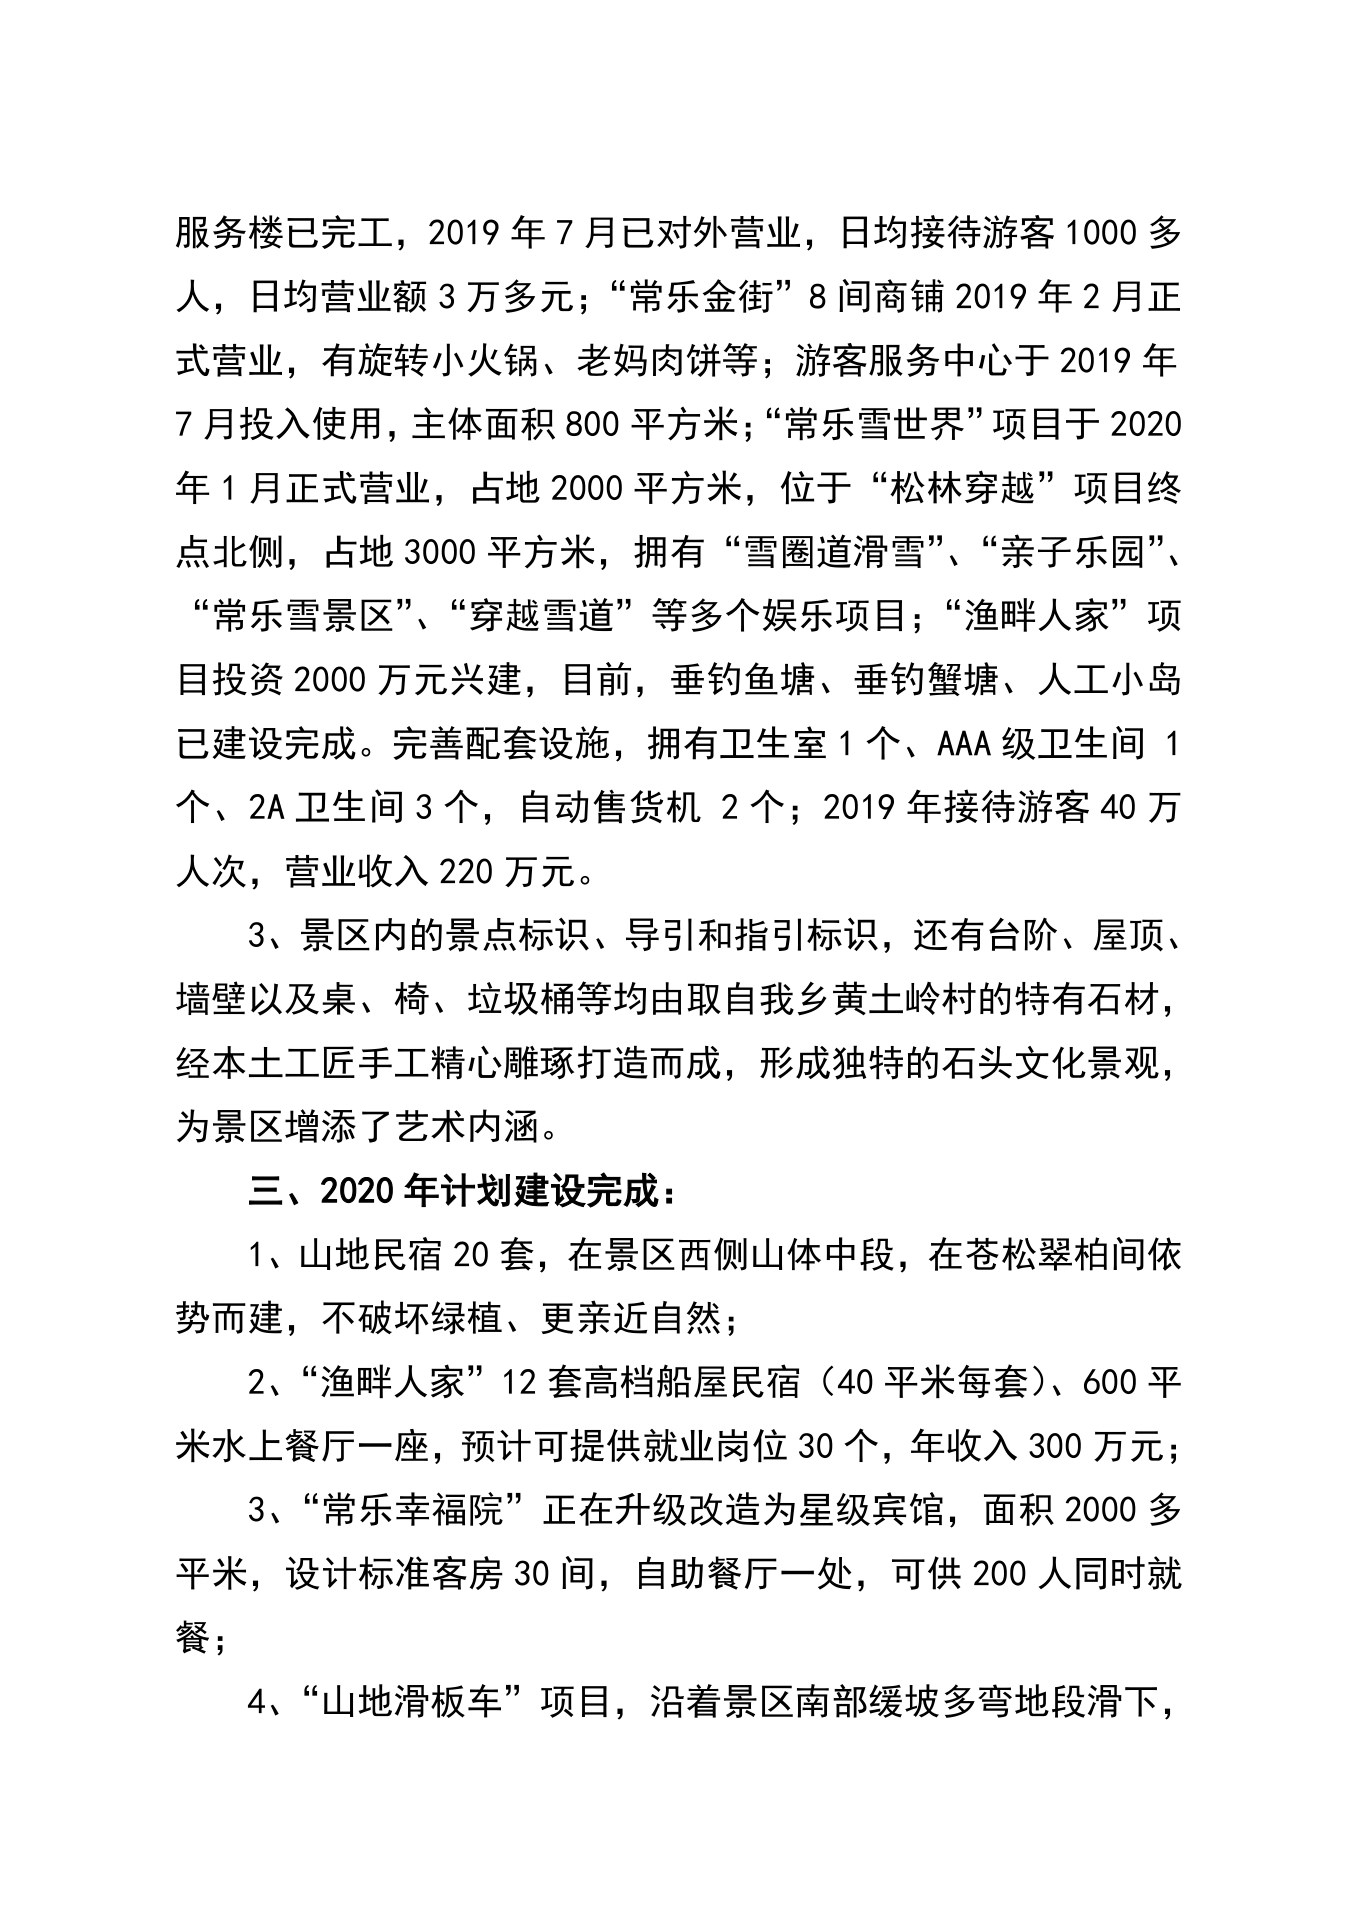 服务楼已完工，2019 年 7 月已对外营业，日均接待游客 1000 多
人，日均营业额 3 万多元；“常乐金街”8 间商铺 2019 年 2 月正
式营业，有旋转小火锅、老妈肉饼等；游客服务中心于 2019 年
7 月投入使用，主体面积 800 平方米；“常乐雪世界”项目于 2020
年 1 月正式营业，占地 2000 平方米，位于“松林穿越”项目终
点北侧，占地 3000 平方米，拥有“雪圈道滑雪”、“亲子乐园”、
“常乐雪景区”、“穿越雪道”等多个娱乐项目；“渔畔人家”项
目投资 2000 万元兴建，目前，垂钓鱼塘、垂钓蟹塘、人工小岛
已建设完成。完善配套设施，拥有卫生室 1 个、AAA 级卫生间 1
个、2A 卫生间 3 个，自动售货机 2 个；2019 年接待游客 40 万
人次，营业收入 220 万元。
3、景区内的景点标识、导引和指引标识，还有台阶、屋顶、
墙壁以及桌、椅、垃圾桶等均由取自我乡黄土岭村的特有石材，
经本土工匠手工精心雕琢打造而成，形成独特的石头文化景观，
为景区增添了艺术内涵。
三、2020 年计划建设完成：
1、山地民宿 20 套，在景区西侧山体中段，在苍松翠柏间依
势而建，不破坏绿植、更亲近自然；
2、“渔畔人家”12 套高档船屋民宿（40 平米每套）、600 平
米水上餐厅一座，预计可提供就业岗位 30 个，年收入 300 万元；
3、“常乐幸福院”正在升级改造为星级宾馆，面积 2000 多
平米，设计标准客房 30 间，自助餐厅一处，可供 200 人同时就
餐；
4、“山地滑板车”项目，沿着景区南部缓坡多弯地段滑下，